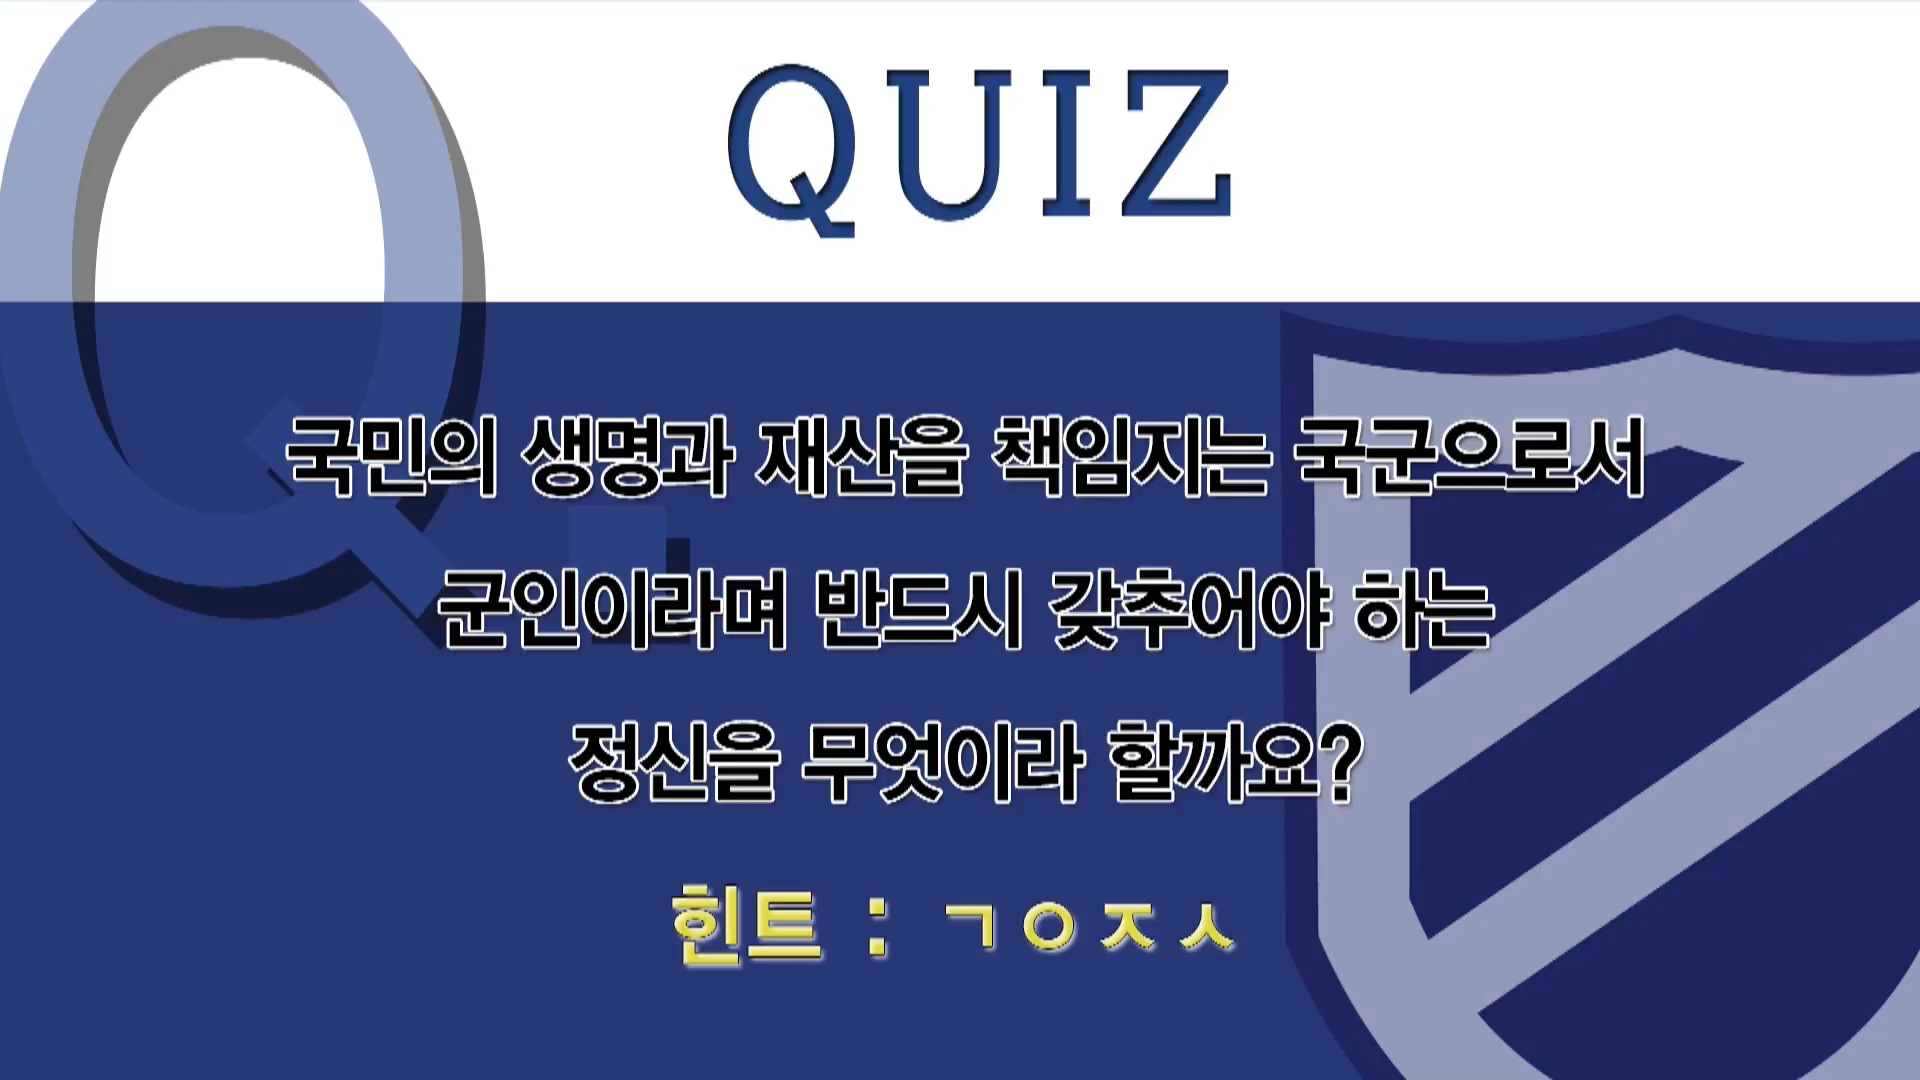 QUIZ
국민의 생명과 재산을 책임지는 국군으로서
군인이라며 반드시 갖추어야 하는
정신을 무엇이라 할까요?
힌트 : ㄱㅇㅈㅅ